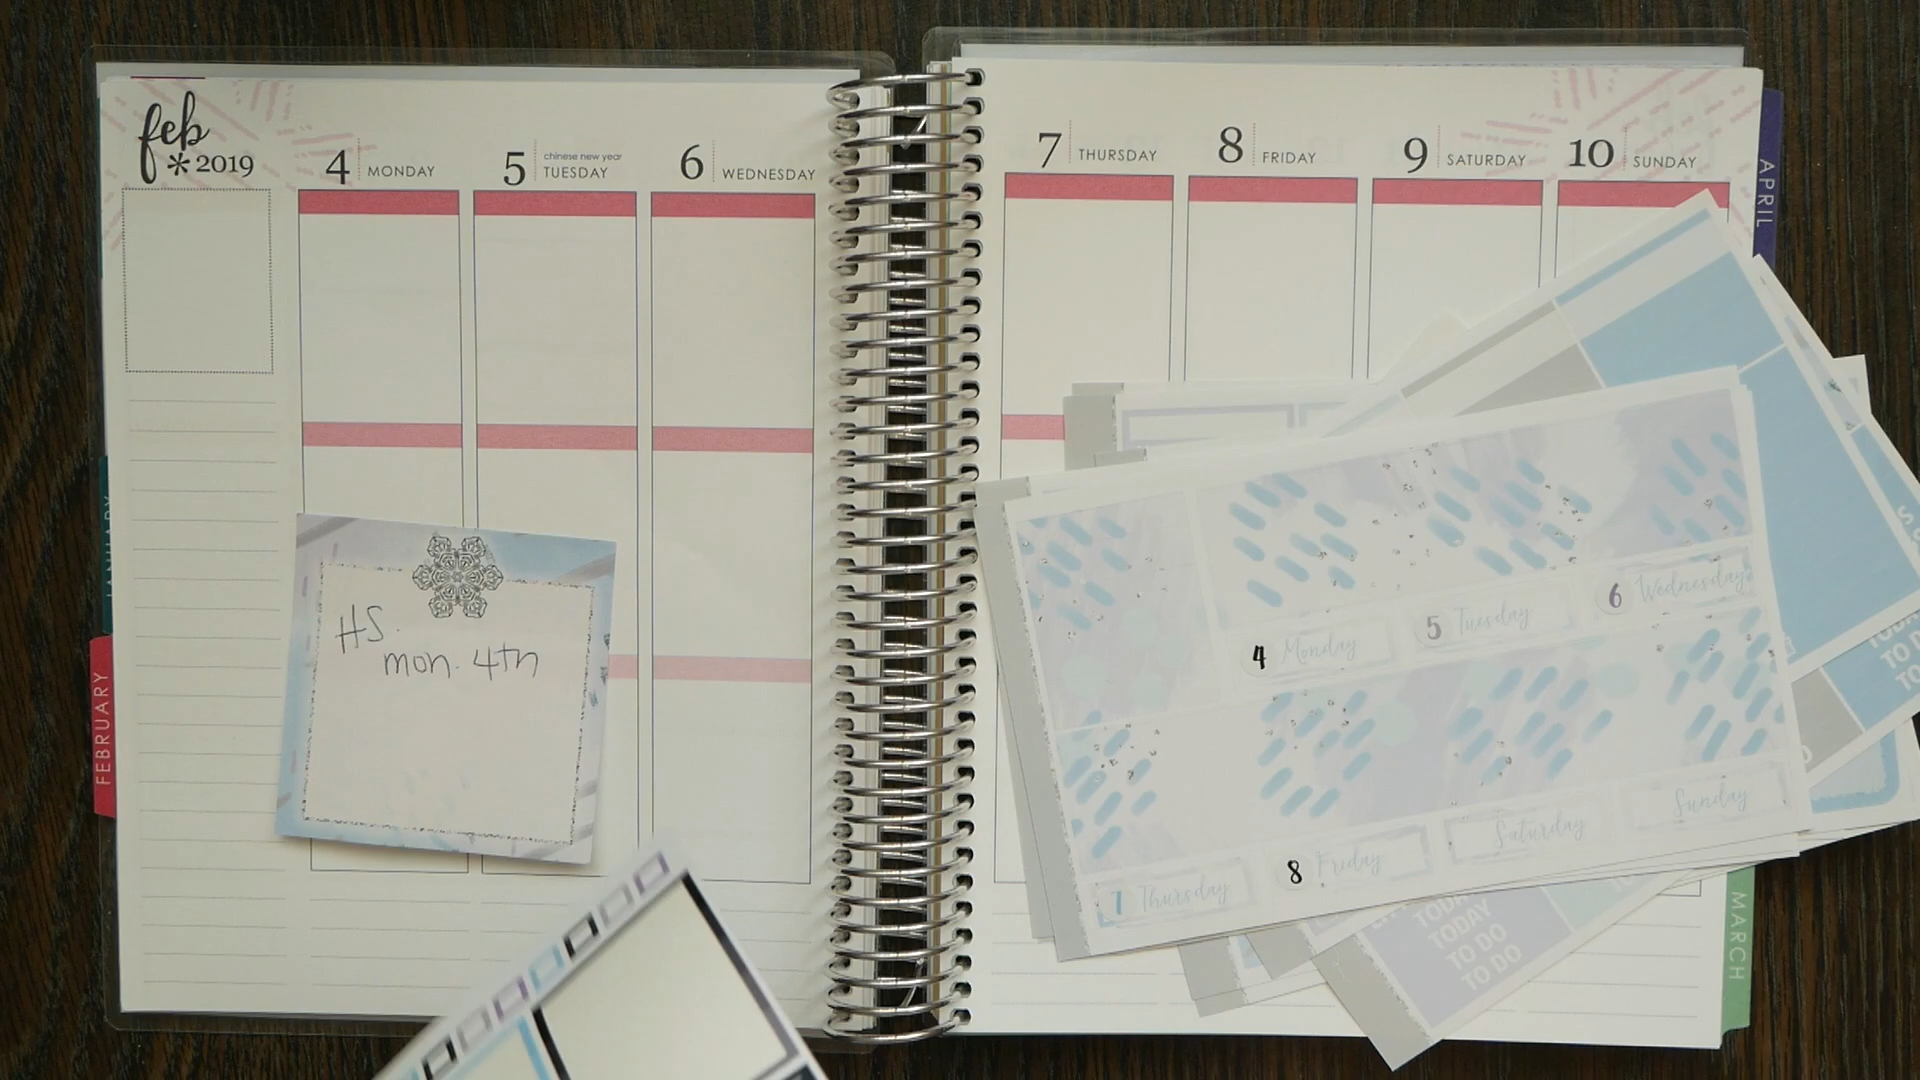 feb
*2019
4 MONDAY
5 chinese new year TUESDAY
6 WEDNESDAY
7 THURSDAY
8 FRIDAY
9 SATURDAY
10 SUNDAY
APRIL
JANUARY
FEBRUARY
HS.
mon. 4th
6 Wednesday
5 Tuesday
4 Monday
Sunday
Saturday
8 Friday
7 Thursday
TODAY
TODAY
TO DO
TO DO
TO DO
MARCH